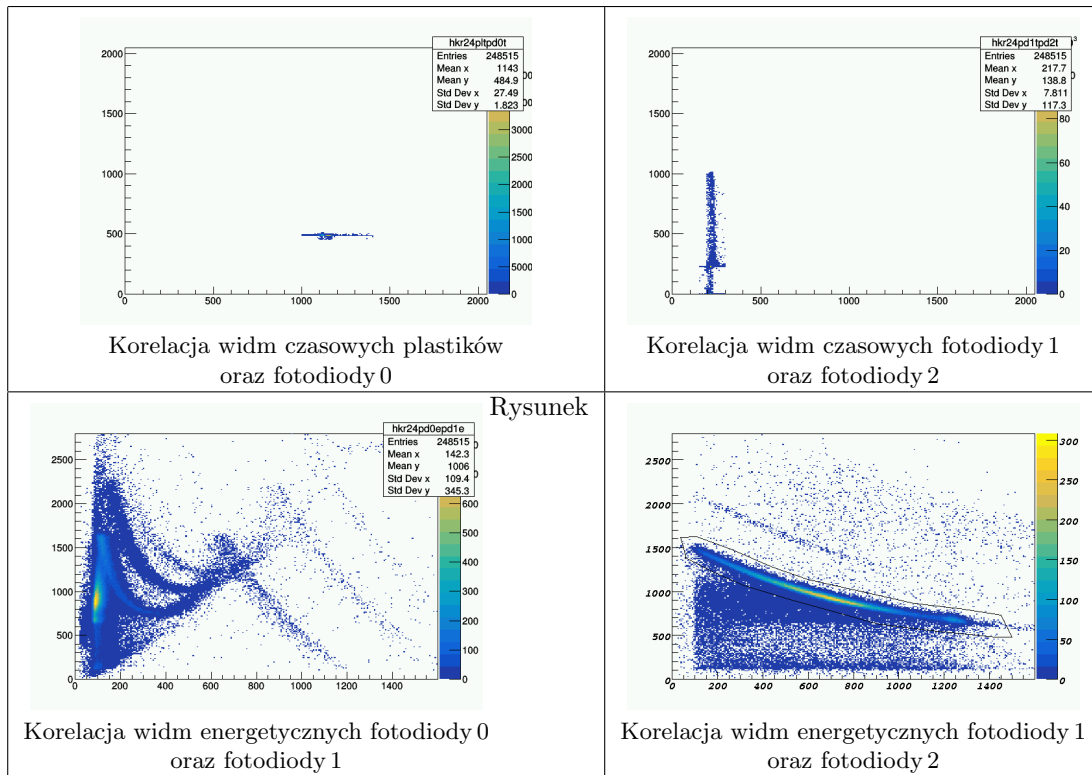 hkr24pltpd0t
Entries 248515
Mean x 1143
Mean y 484.9
Std Dev x 27.49
Std Dev y 1.823
2000
1500
1000
500
0
0 500 1000 1500 2000
3000
2500
2000
1500
1000
5000
0
Korelacja widm czasowych plastików
oraz fotodiody 0
hkr24pd1tpd2t
Entries 248515
Mean x 217.7
Mean y 138.8
Std Dev x 7.811
Std Dev y 117.3
2000
1500
1000
500
0
0 500 1000 1500 2000
80
60
40
20
0
Korelacja widm czasowych fotodiody 1
oraz fotodiody 2
Rysunek
hkr24pd0epd1e
Entries 248515
Mean x 142.3
Mean y 1006
Std Dev x 109.4
Std Dev y 345.3
2500
2000
1500
1000
500
0
0 200 400 600 800 1000 1200 1400
600
500
400
300
200
100
0
Korelacja widm energetycznych fotodiody 0
oraz fotodiody 1
2500
2000
1500
1000
500
0
0 200 400 600 800 1000 1200 1400
300
250
200
150
100
50
0
Korelacja widm energetycznych fotodiody 1
oraz fotodiody 2